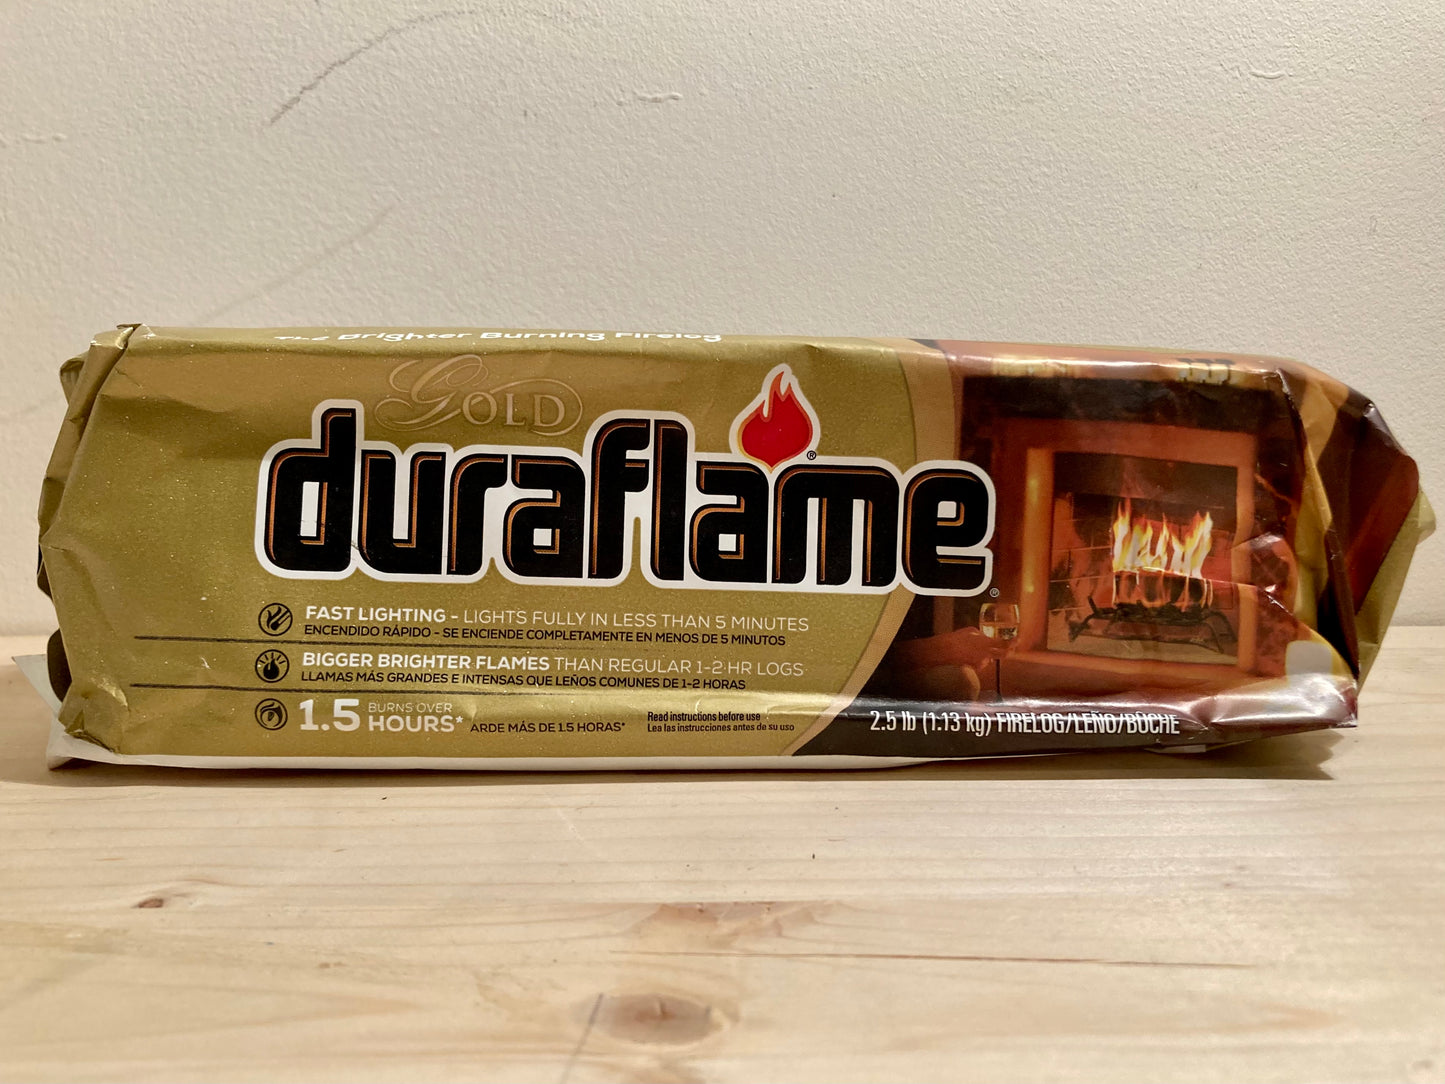 The Brighter Burning Firelog
Gold
duraflame®
®
FAST LIGHTING – LIGHTS FULLY IN LESS THAN 5 MINUTES
ENCENDIDO RÁPIDO – SE ENCIENDE COMPLETAMENTE EN MENOS DE 5 MINUTOS
BIGGER BRIGHTER FLAMES THAN REGULAR 1-2 HR LOGS
LLAMAS MÁS GRANDES E INTENSAS QUE LEÑOS COMUNES DE 1-2 HORAS
BURNS OVER
1.5 HOURS* ARDE MÁS DE 1.5 HORAS*
Read instructions before use
Lea las instrucciones antes de su uso
2.5 lb (1.13 kg) FIRELOG/LEÑO/BÛCHE